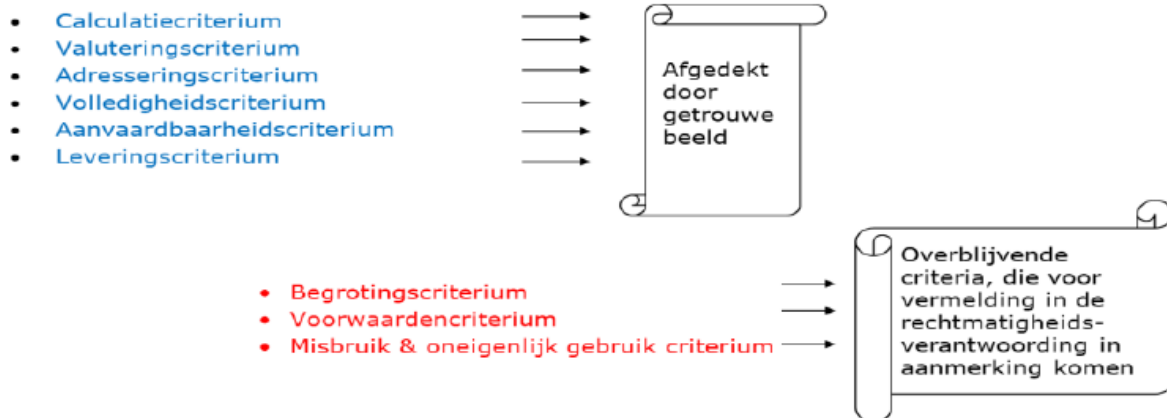 Calculatiecriterium
Valuteringscriterium
Adresseringscriterium
Volledigheidscriterium
Aanvaardbaarheidscriterium
Leveringscriterium
Afgedekt
door
getrouwe
beeld
Begrotingscriterium
Voorwaardencriterium
Misbruik & oneigenlijk gebruik criterium
Overblijvende
criteria, die voor
vermelding in de
rechtmatigheids-
verantwoording in
aanmerking komen